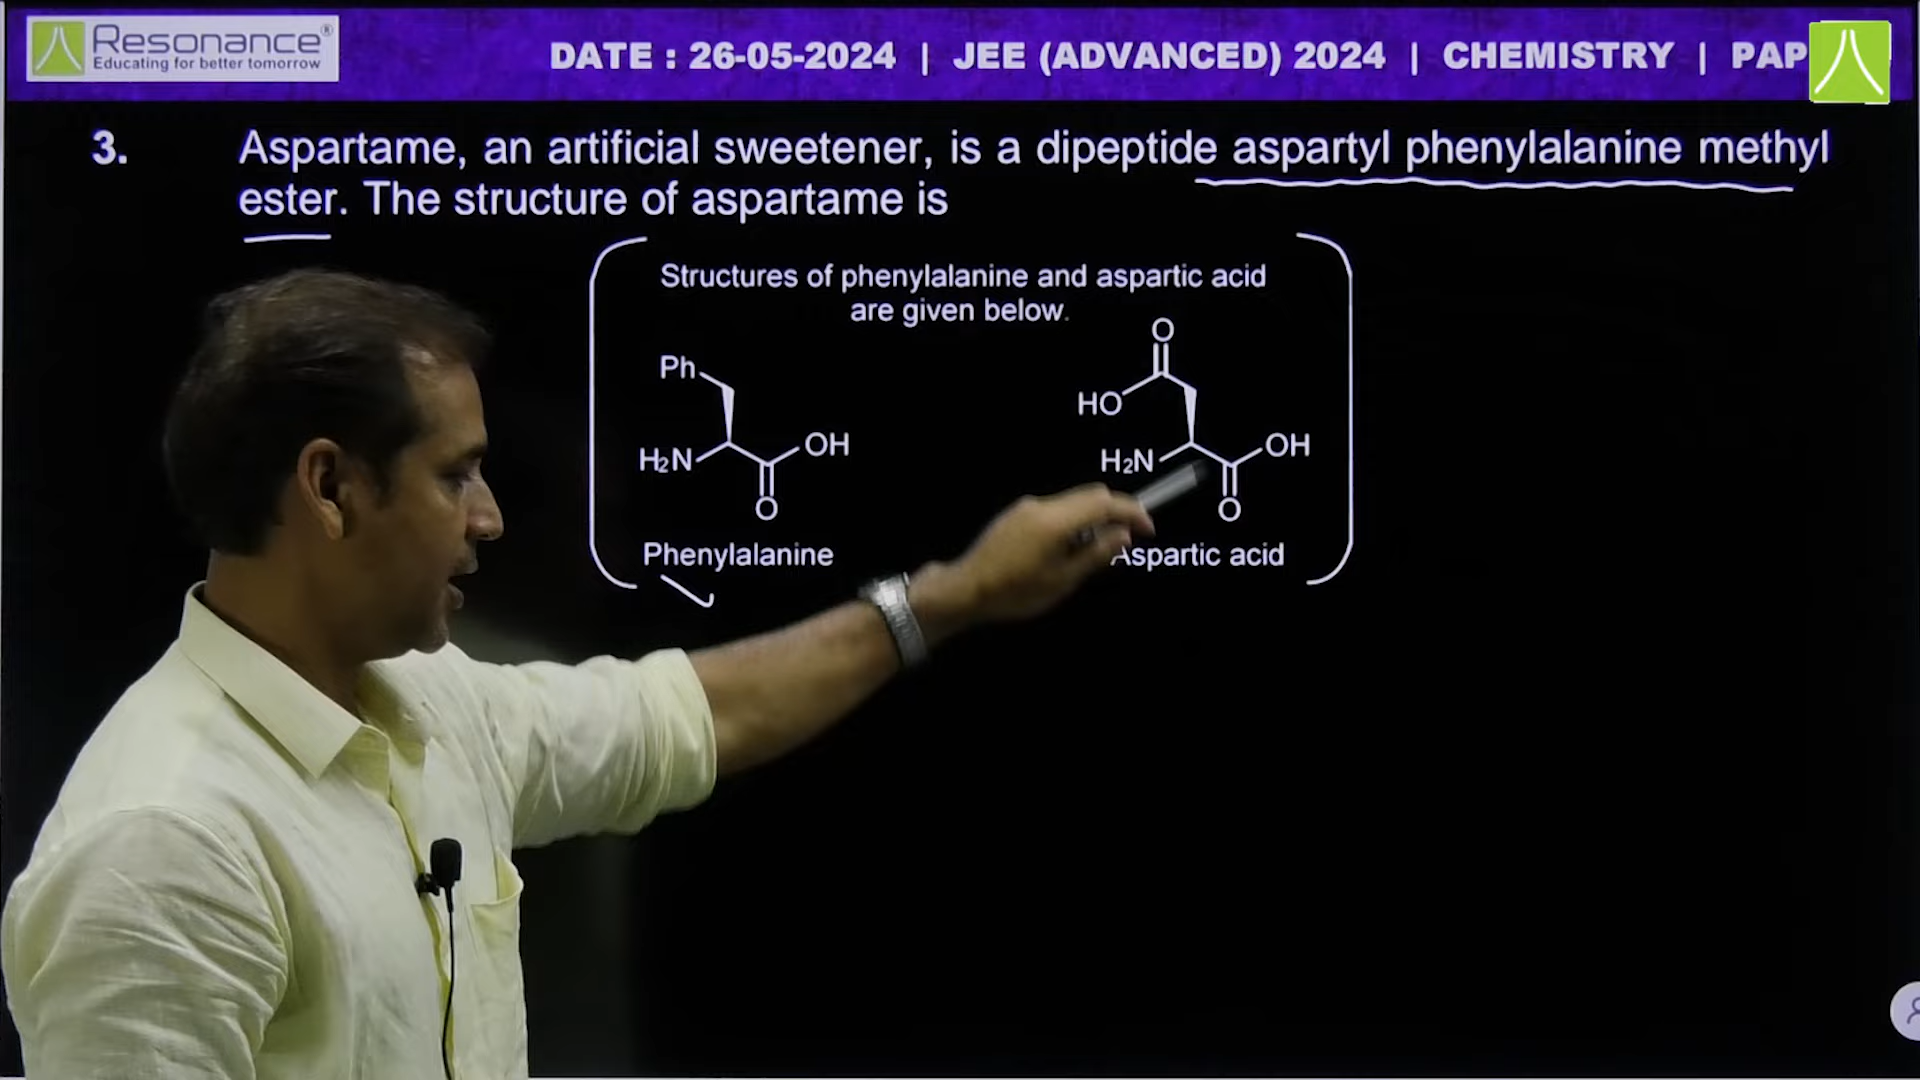 Resonance®
Educating for better tomorrow
DATE : 26-05-2024 | JEE (ADVANCED) 2024 | CHEMISTRY | PAP
3. Aspartame, an artificial sweetener, is a dipeptide aspartyl phenylalanine methyl
ester. The structure of aspartame is
Structures of phenylalanine and aspartic acid
are given below.
O
Ph
HO
H₂N OH
H₂N OH
O
O
Phenylalanine
Aspartic acid